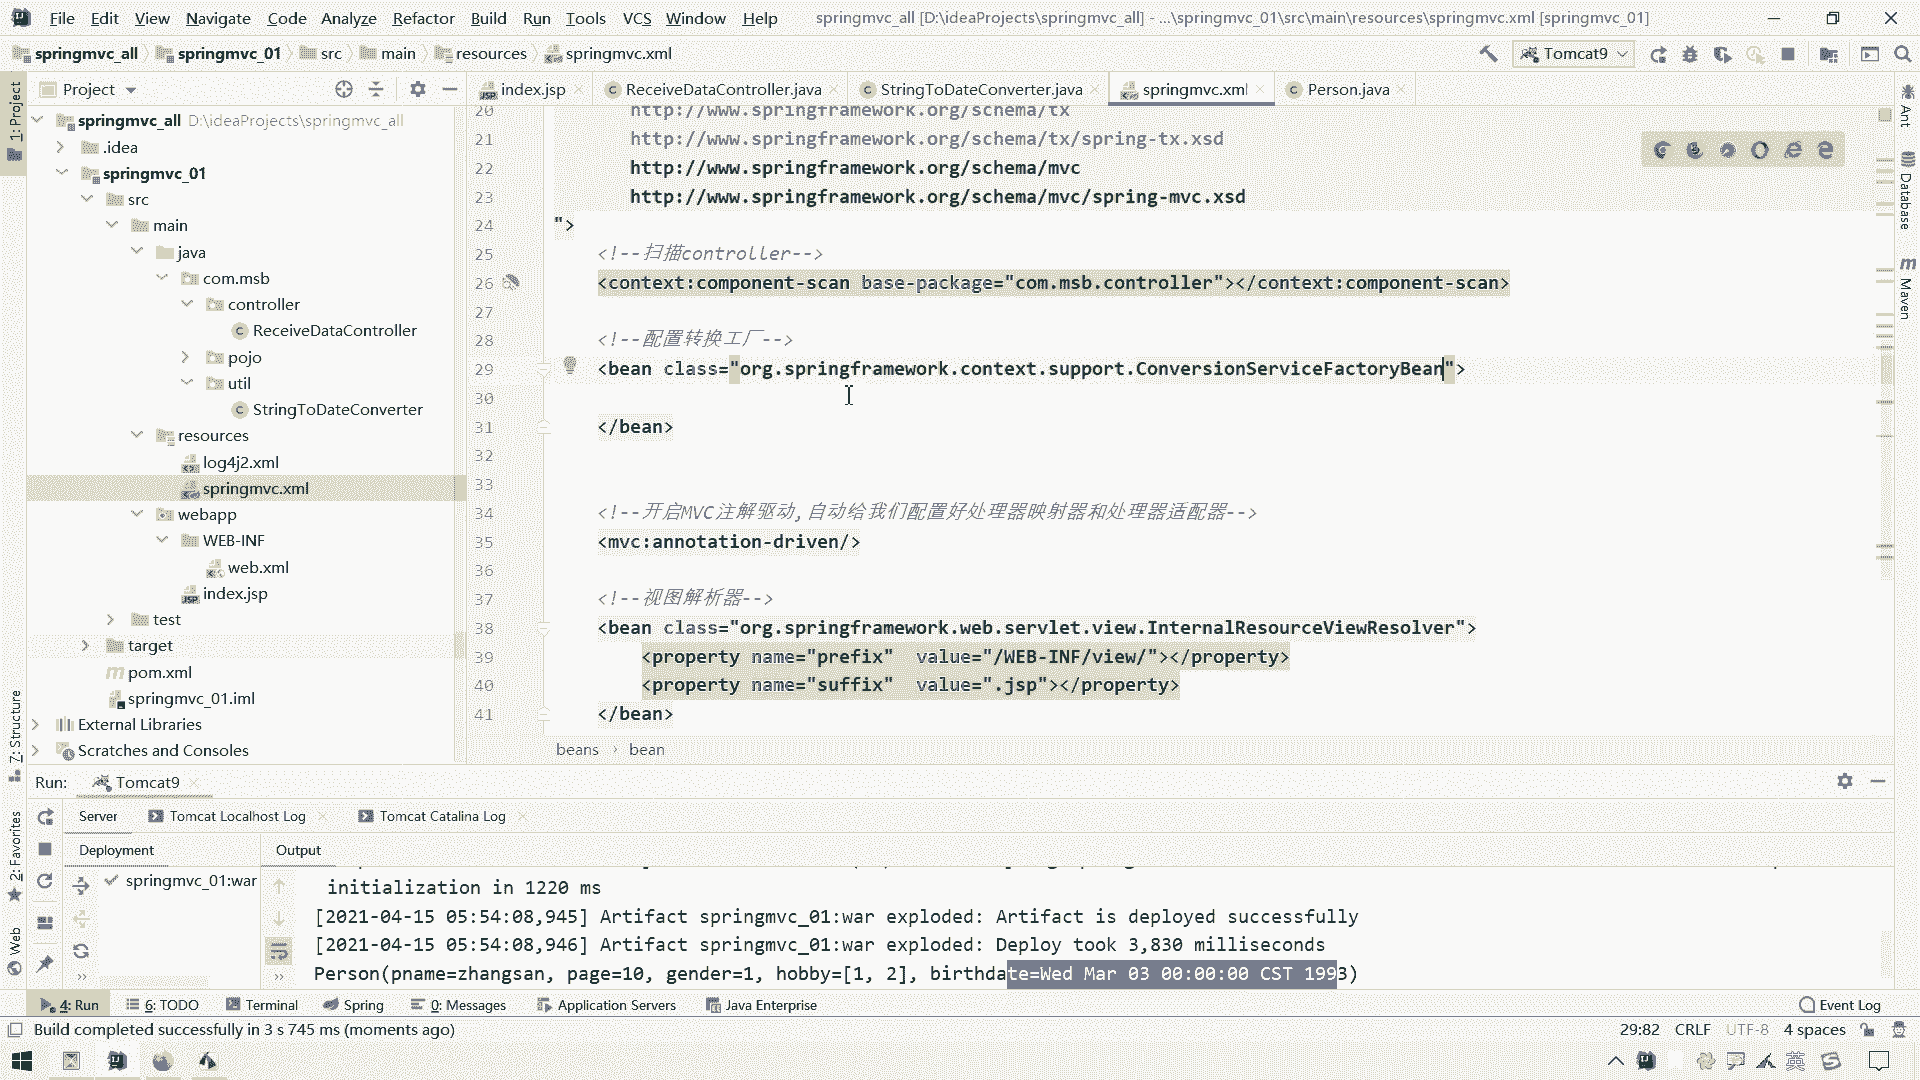 File Edit View Navigate Code Analyze Refactor Build Run Tools VCS Window Help springmvc_all [D:\ideaProjects\springmvc_all] - ...\springmvc_01\src\main\resources\springmvc.xml [springmvc_01]
springmvc_all springmvc_01 src main resources springmvc.xml Tomcat9
Project
index.jsp ReceiveDataController.java StringToDateConverter.java springmvc.xml Person.java
1: Project
springmvc_all D:\ideaProjects\springmvc_all
.idea
springmvc_01
src
main
java
com.msb
controller
ReceiveDataController
pojo
util
StringToDateConverter
resources
log4j2.xml
springmvc.xml
webapp
WEB-INF
web.xml
index.jsp
test
target
pom.xml
springmvc_01.iml
External Libraries
Scratches and Consoles
20 http://www.springframework.org/schema/tx
21 http://www.springframework.org/schema/tx/spring-tx.xsd
22 http://www.springframework.org/schema/mvc
23 http://www.springframework.org/schema/mvc/spring-mvc.xsd
24 ">
25 <!--扫描controller-->
26 <context:component-scan base-package="com.msb.controller"></context:component-scan>
27
28 <!--配置转换工厂-->
29 <bean class="org.springframework.context.support.ConversionServiceFactoryBean">
30
31 </bean>
32
33
34 <!--开启MVC注解驱动,自动给我们配置好处理器映射器和处理器适配器-->
35 <mvc:annotation-driven/>
36
37 <!--视图解析器-->
38 <bean class="org.springframework.web.servlet.view.InternalResourceViewResolver">
39 <property name="prefix" value="/WEB-INF/view/"></property>
40 <property name="suffix" value=".jsp"></property>
41 </bean>
beans › bean
Ant
Database
Maven
Z: Structure
2: Favorites
Web
Run: Tomcat9
Server Tomcat Localhost Log Tomcat Catalina Log
Deployment Output
springmvc_01:war
initialization in 1220 ms
[2021-04-15 05:54:08,945] Artifact springmvc_01:war exploded: Artifact is deployed successfully
[2021-04-15 05:54:08,946] Artifact springmvc_01:war exploded: Deploy took 3,830 milliseconds
Person(pname=zhangsan, page=10, gender=1, hobby=[1, 2], birthdate=Wed Mar 03 00:00:00 CST 1993)
4: Run 6: TODO Terminal Spring 0: Messages Application Servers Java Enterprise Event Log
Build completed successfully in 3 s 745 ms (moments ago) 29:82 CRLF UTF-8 4 spaces
英